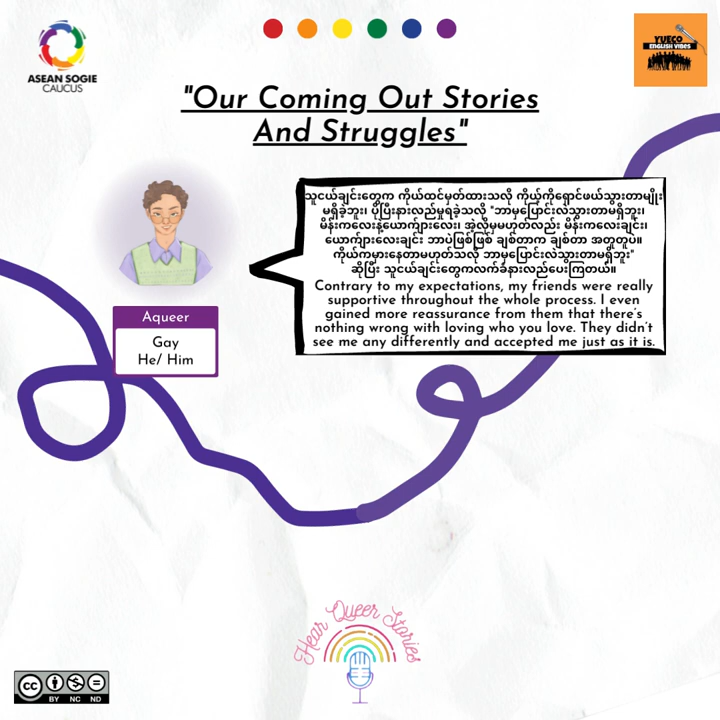 ASEAN SOGIE
CAUCUS
YUECO
ENGLISH VIBES
"Our Coming Out Stories
And Struggles"
သူငယ်ချင်းတွေက ကိုယ်ထင်မှတ်ထားသလို ကိုယ့်ကိုရှောင်ဖယ်သွားတာမျိုး
မရှိခဲ့ဘူး၊ ပိုပြီးနားလည်မှုရခဲ့သလို "ဘာမှပြောင်းလဲသွားတာမရှိဘူး၊
မိန်းကလေးနဲ့ယောက်ျားလေး၊ အဲ့လိုမှမဟုတ်လည်း မိန်းကလေးချင်း၊
ယောက်ျားလေးချင်း ဘာပဲဖြစ်ဖြစ် ချစ်တာက ချစ်တာ အတူတူပဲ။
ကိုယ်ကမှားနေတာမဟုတ်သလို ဘာမှပြောင်းလဲသွားတာမရှိဘူး"
ဆိုပြီး သူငယ်ချင်းတွေကလက်ခံနားလည်ပေးကြတယ်။
Contrary to my expectations, my friends were really
supportive throughout the whole process. I even
gained more reassurance from them that there's
nothing wrong with loving who you love. They didn't
see me any differently and accepted me just as it is.
Aqueer
Gay
He/ Him
Hear Queer Stories
cc
BY NC ND